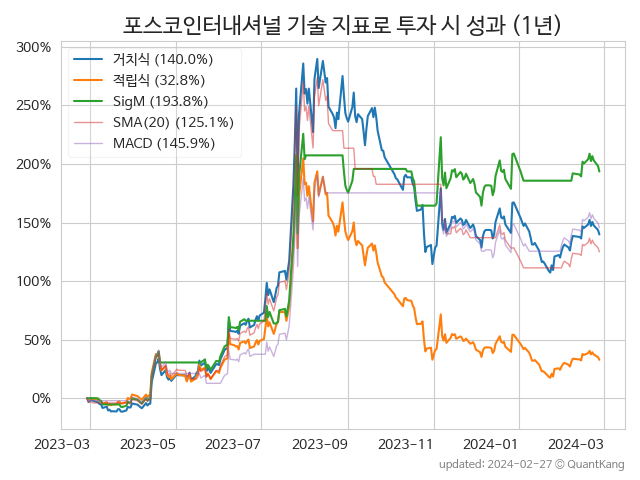 포스코인터내셔널 기술 지표로 투자 시 성과 (1년)
300%
250%
200%
150%
100%
50%
0%
거치식 (140.0%)
적립식 (32.8%)
SigM (193.8%)
SMA(20) (125.1%)
MACD (145.9%)
2023-03
2023-05
2023-07
2023-09
2023-11
2024-01
2024-03
updated: 2024-02-27 © QuantKang